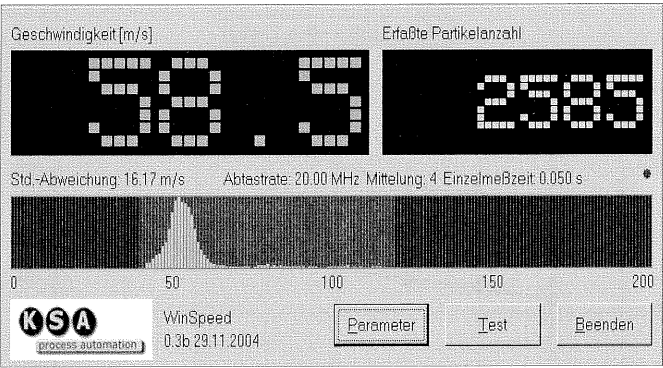 Geschwindigkeit [m/s]
Erfaßte Partikelanzahl
58.5
2585
Std.-Abweichung: 16.17 m/s Abtastrate: 20.00 MHz Mittelung: 4 Einzelmeßzeit: 0.050 s
0 50 100 150 200
KSA
process automation
WinSpeed
0.3b 29.11.2004
Parameter
Test
Beenden